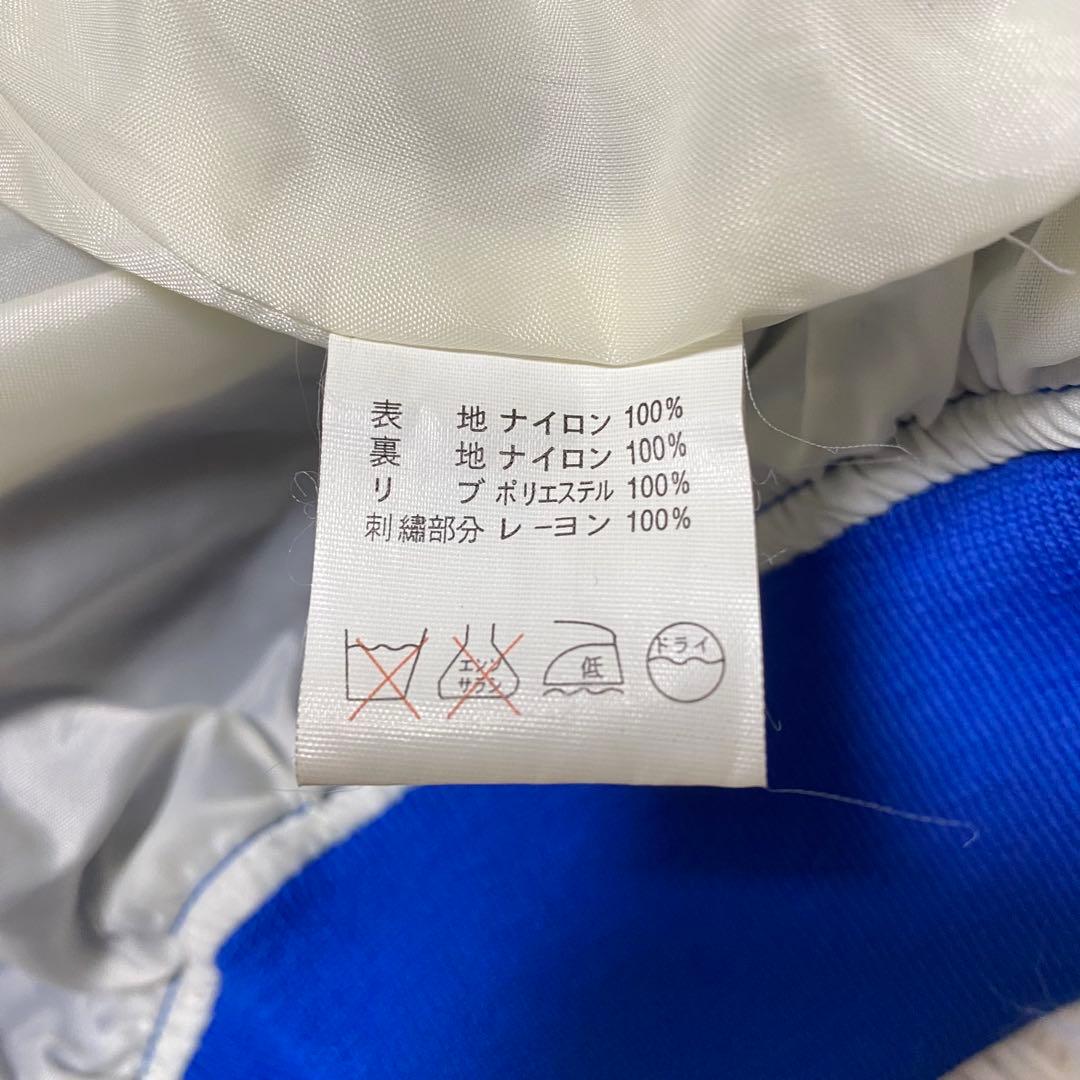 表 地 ナイロン 100%
裏 地 ナイロン 100%
リ ブ ポリエステル 100%
刺繡部分 レーヨン 100%
エンソ
サラシ
低
ドライ